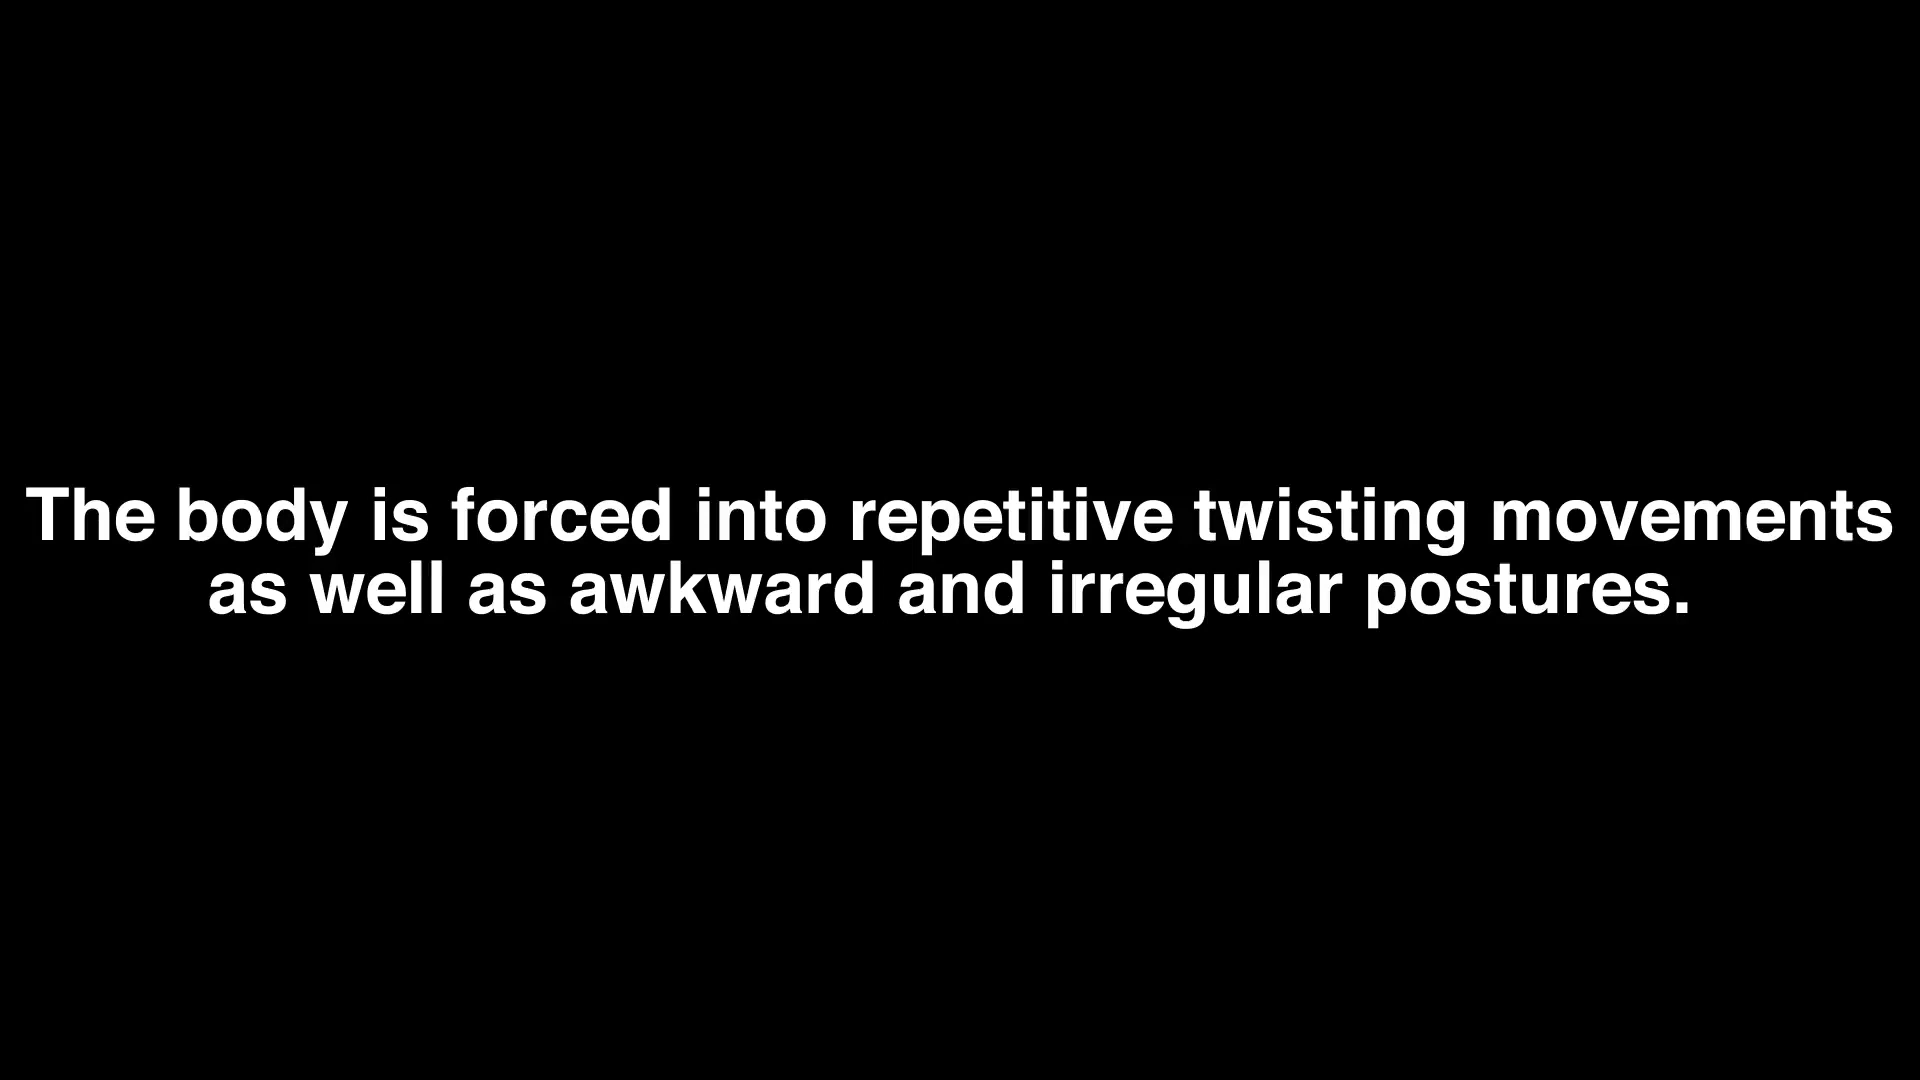 The body is forced into repetitive twisting movements
as well as awkward and irregular postures.